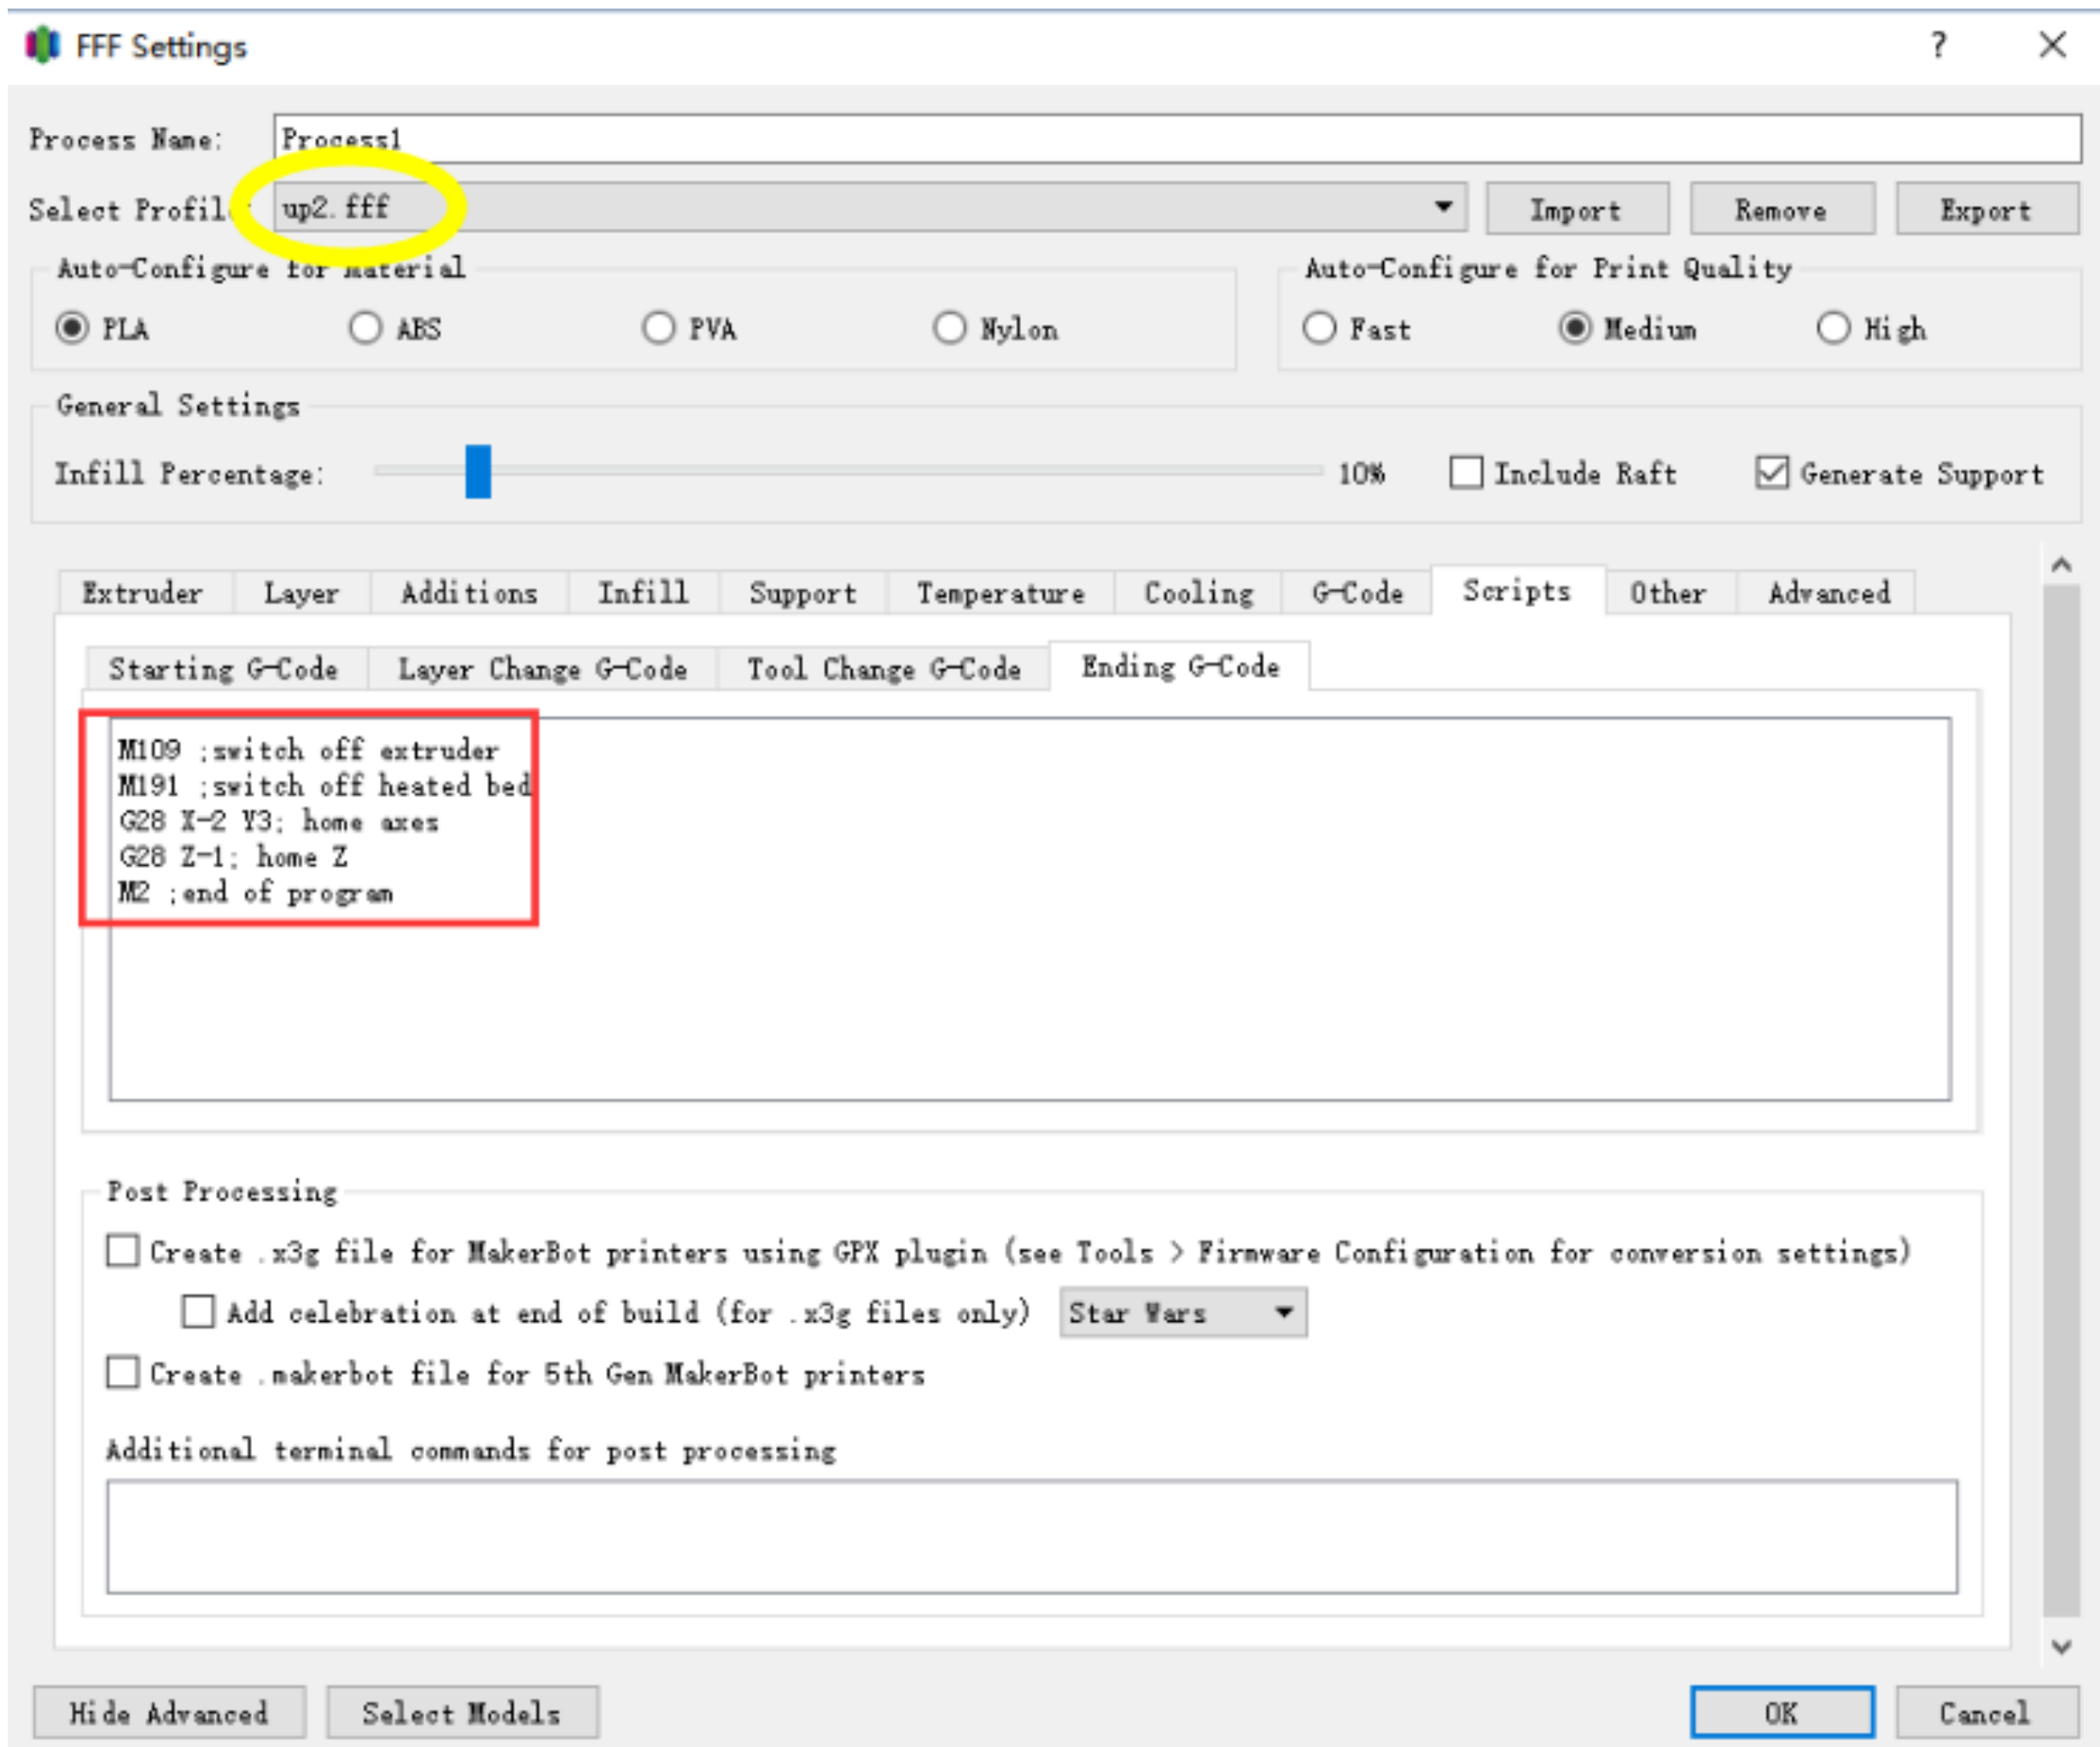 FFF Settings ?
Process Name: Process1
Select Profil up2.fff Import Remove Export
Auto-Configure for Material Auto-Configure for Print Quality
PLA ABS PVA Nylon Fast Medium High
General Settings
Infill Percentage: 10% Include Raft Generate Support
Extruder Layer Additions Infill Support Temperature Cooling G-Code Scripts Other Advanced
Starting G-Code Layer Change G-Code Tool Change G-Code Ending G-Code
M109 ;switch off extruder
M191 ;switch off heated bed
G28 X-2 Y3; home axes
G28 Z-1; home Z
M2 ;end of program
Post Processing
Create .x3g file for MakerBot printers using GPX plugin (see Tools > Firmware Configuration for conversion settings)
Add celebration at end of build (for .x3g files only) Star Wars
Create .makerbot file for 5th Gen MakerBot printers
Additional terminal commands for post processing
Hide Advanced Select Models OK Cancel